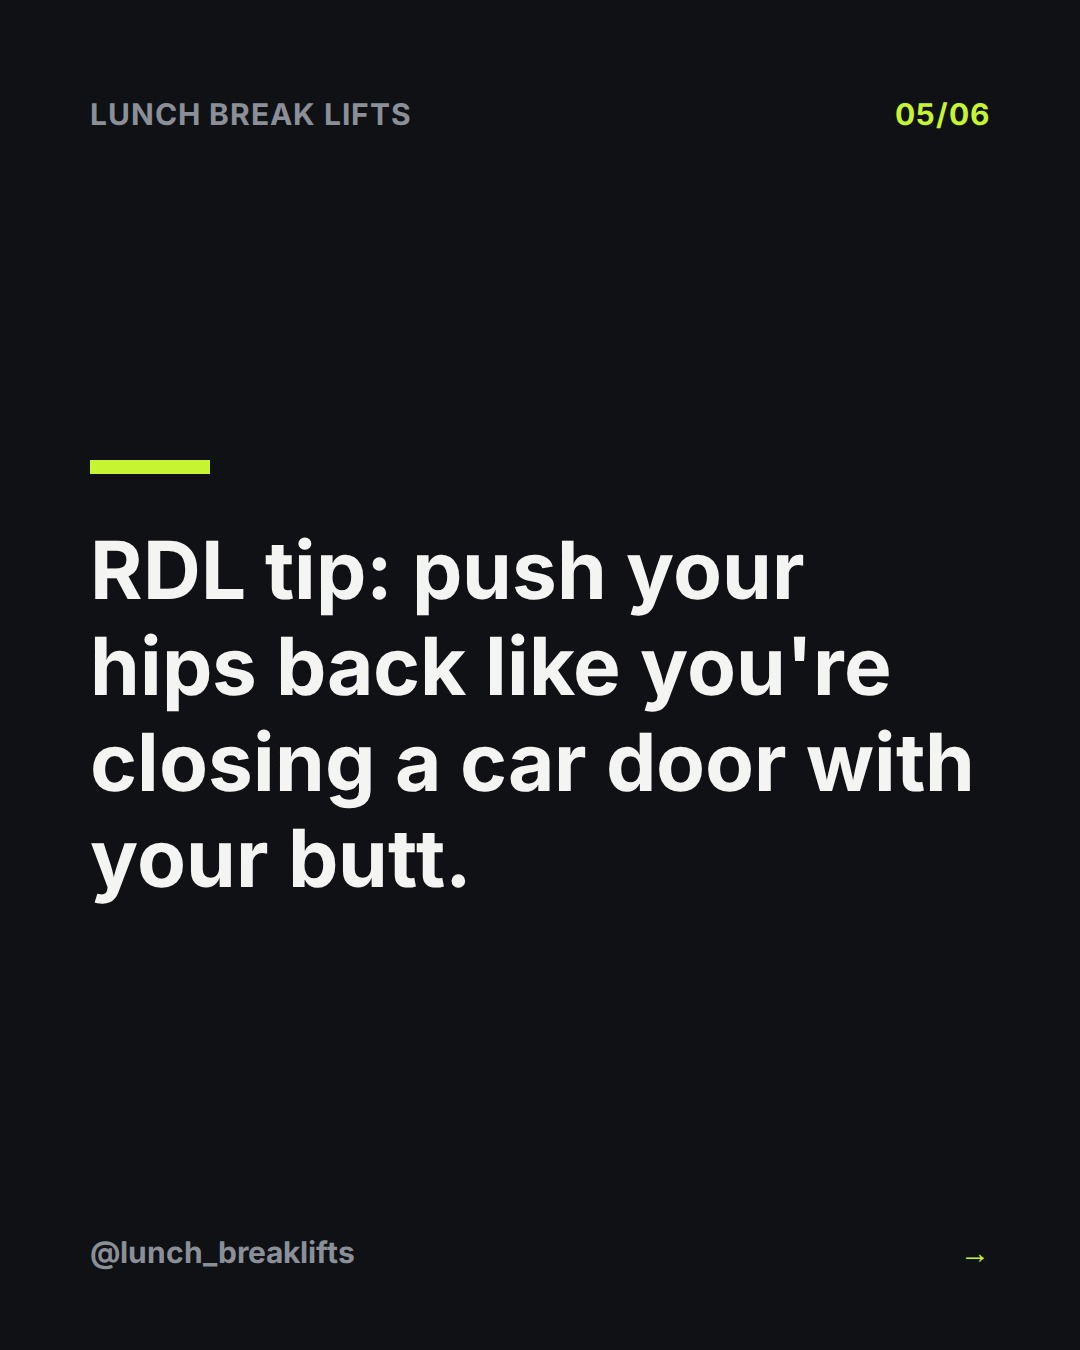 LUNCH BREAK LIFTS
05/06
RDL tip: push your
hips back like you're
closing a car door with
your butt.
@lunch_breaklifts
→